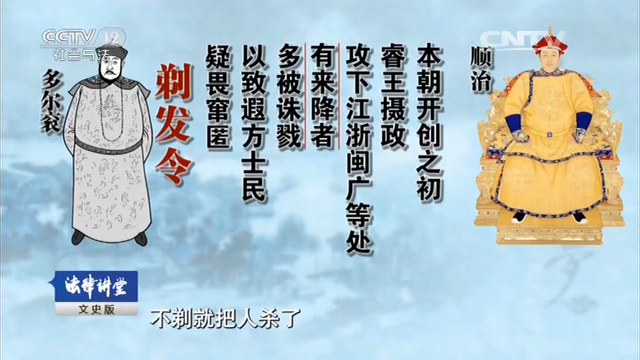 CCTV 12
社会与法
CNTV
顺治
本朝开创之初
睿王摄政
攻下江浙闽广等处
有来降者
多被诛戮
以致遐方士民
疑畏窜匿
剃发令
多尔衮
法律讲堂
文史版
不剃就把人杀了